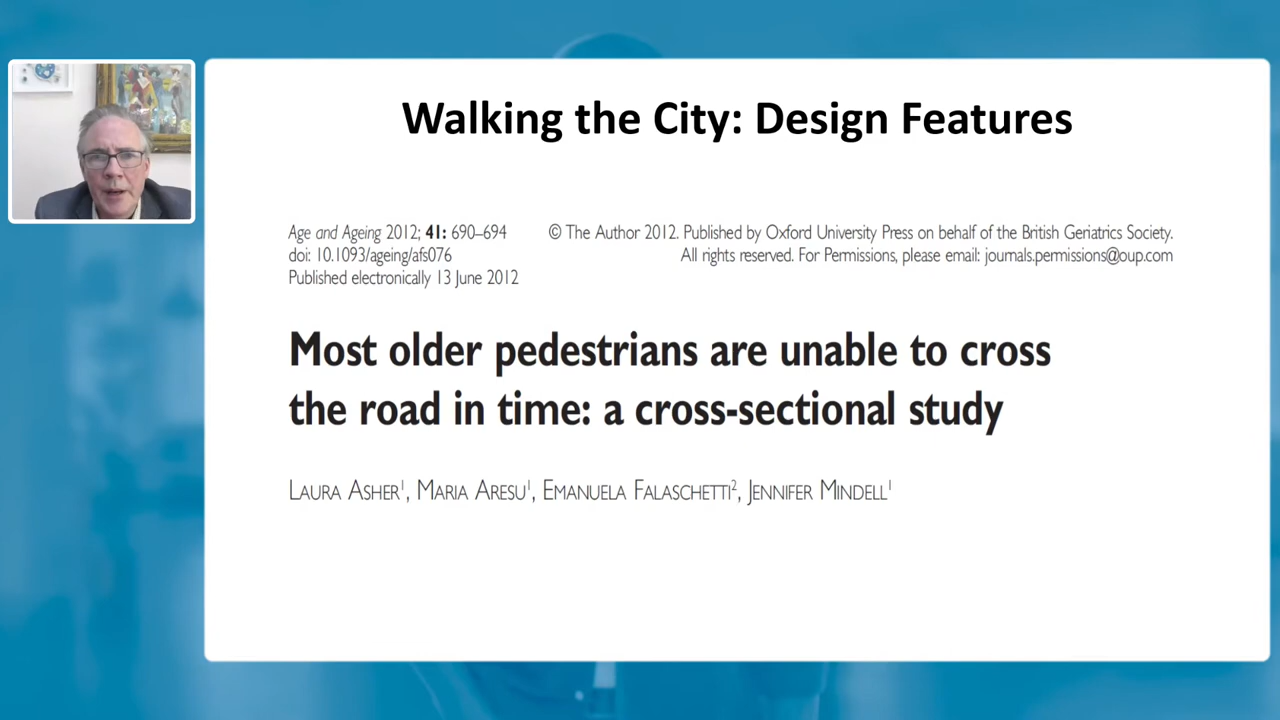 Walking the City: Design Features
Age and Ageing 2012; 41: 690–694
© The Author 2012. Published by Oxford University Press on behalf of the British Geriatrics Society.
doi: 10.1093/ageing/afs076
All rights reserved. For Permissions, please email: journals.permissions@oup.com
Published electronically 13 June 2012
Most older pedestrians are unable to cross
the road in time: a cross-sectional study
LAURA ASHER¹, MARIA ARESU¹, EMANUELA FALASCHETTI², JENNIFER MINDELL¹